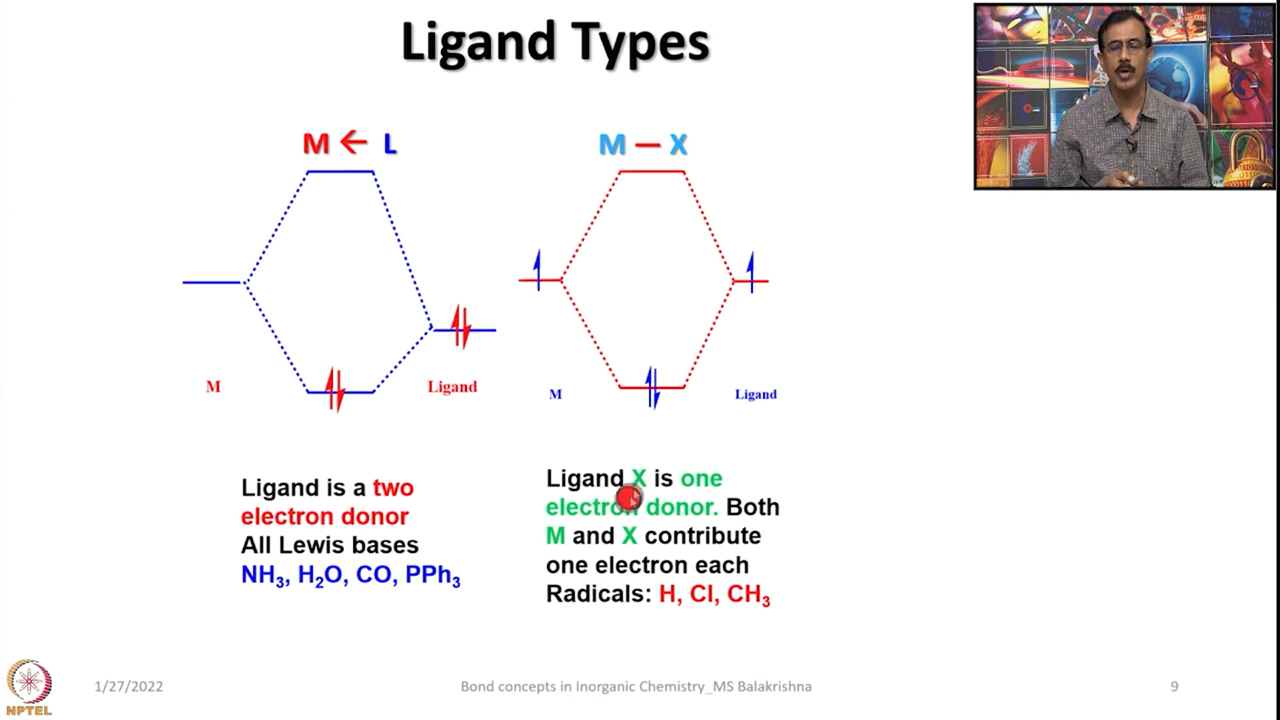 Ligand Types
M ← L
M — X
M
Ligand
M
Ligand
Ligand is a two
electron donor
All Lewis bases
NH₃, H₂O, CO, PPh₃
Ligand X is one
electron donor. Both
M and X contribute
one electron each
Radicals: H, Cl, CH₃
NPTEL
1/27/2022
Bond concepts in Inorganic Chemistry_MS Balakrishna
9